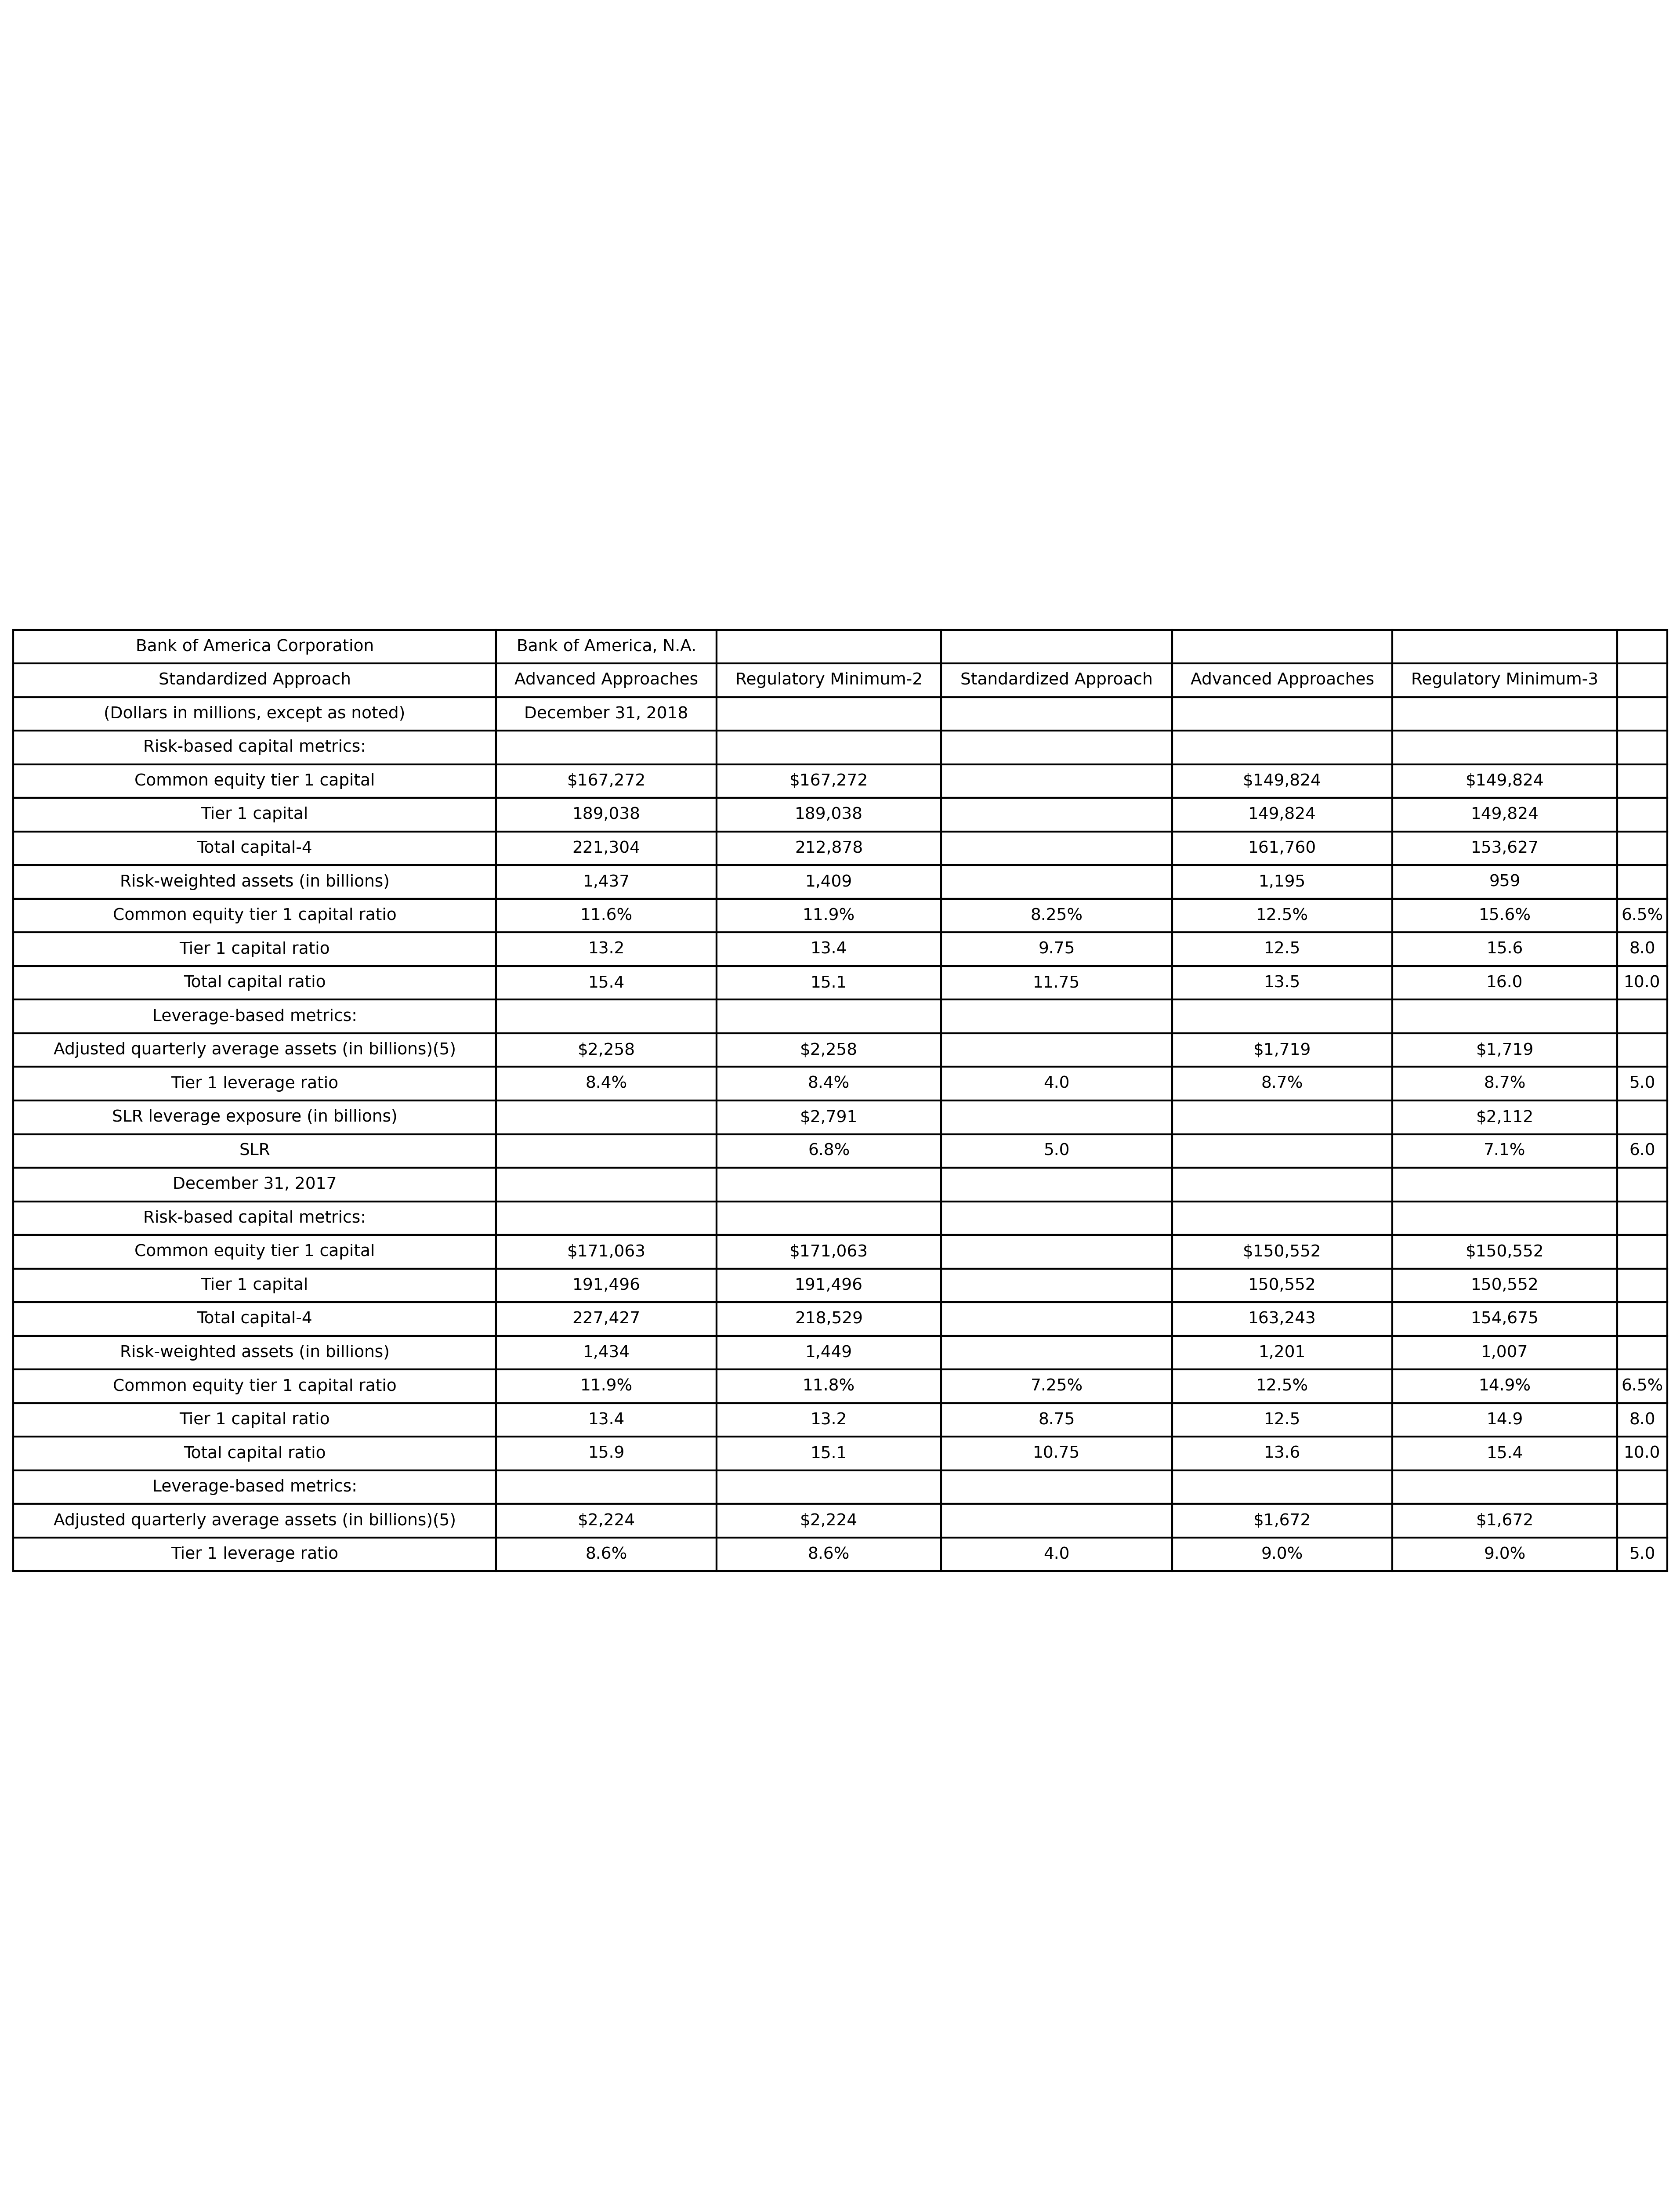 Bank of America Corporation Bank of America, N.A.
Standardized Approach Advanced Approaches Regulatory Minimum-2 Standardized Approach Advanced Approaches Regulatory Minimum-3
(Dollars in millions, except as noted) December 31, 2018
Risk-based capital metrics:
Common equity tier 1 capital $167,272 $167,272 $149,824 $149,824
Tier 1 capital 189,038 189,038 149,824 149,824
Total capital-4 221,304 212,878 161,760 153,627
Risk-weighted assets (in billions) 1,437 1,409 1,195 959
Common equity tier 1 capital ratio 11.6% 11.9% 8.25% 12.5% 15.6% 6.5%
Tier 1 capital ratio 13.2 13.4 9.75 12.5 15.6 8.0
Total capital ratio 15.4 15.1 11.75 13.5 16.0 10.0
Leverage-based metrics:
Adjusted quarterly average assets (in billions)(5) $2,258 $2,258 $1,719 $1,719
Tier 1 leverage ratio 8.4% 8.4% 4.0 8.7% 8.7% 5.0
SLR leverage exposure (in billions) $2,791 $2,112
SLR 6.8% 5.0 7.1% 6.0
December 31, 2017
Risk-based capital metrics:
Common equity tier 1 capital $171,063 $171,063 $150,552 $150,552
Tier 1 capital 191,496 191,496 150,552 150,552
Total capital-4 227,427 218,529 163,243 154,675
Risk-weighted assets (in billions) 1,434 1,449 1,201 1,007
Common equity tier 1 capital ratio 11.9% 11.8% 7.25% 12.5% 14.9% 6.5%
Tier 1 capital ratio 13.4 13.2 8.75 12.5 14.9 8.0
Total capital ratio 15.9 15.1 10.75 13.6 15.4 10.0
Leverage-based metrics:
Adjusted quarterly average assets (in billions)(5) $2,224 $2,224 $1,672 $1,672
Tier 1 leverage ratio 8.6% 8.6% 4.0 9.0% 9.0% 5.0